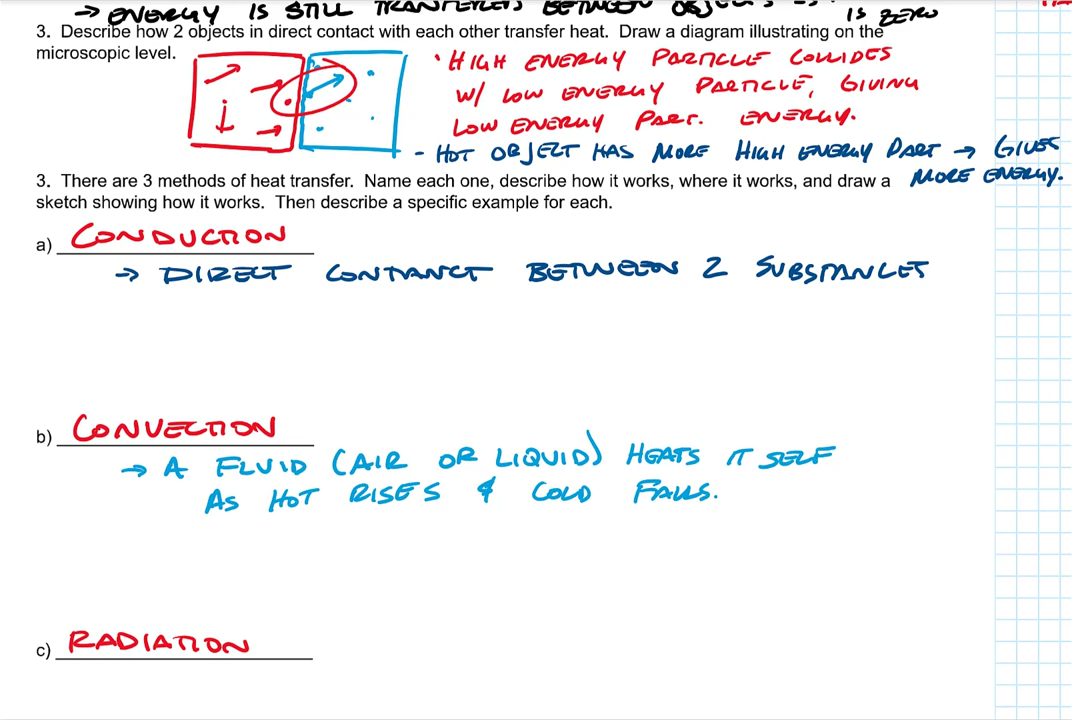 → ENERGY IS STILL TRANSFERED BETWEEN
IS ZERO
3. Describe how 2 objects in direct contact with each other transfer heat. Draw a diagram illustrating on the
microscopic level.
· HIGH ENERGY PARTICLE COLLIDES
W/ LOW ENERGY PARTICLE, GIVING
LOW ENERGY PART. ENERGY.
- HOT OBJECT HAS MORE HIGH ENERGY PART → GIVES
MORE ENERGY.
3. There are 3 methods of heat transfer. Name each one, describe how it works, where it works, and draw a
sketch showing how it works. Then describe a specific example for each.
a) CONDUCTION
→ DIRECT CONTANCT BETWEEN 2 SUBSTANCES
b) CONVECTION
→ A FLUID (AIR OR LIQUID) HEATS IT SELF
AS HOT RISES & COLD FALLS.
c) RADIATION